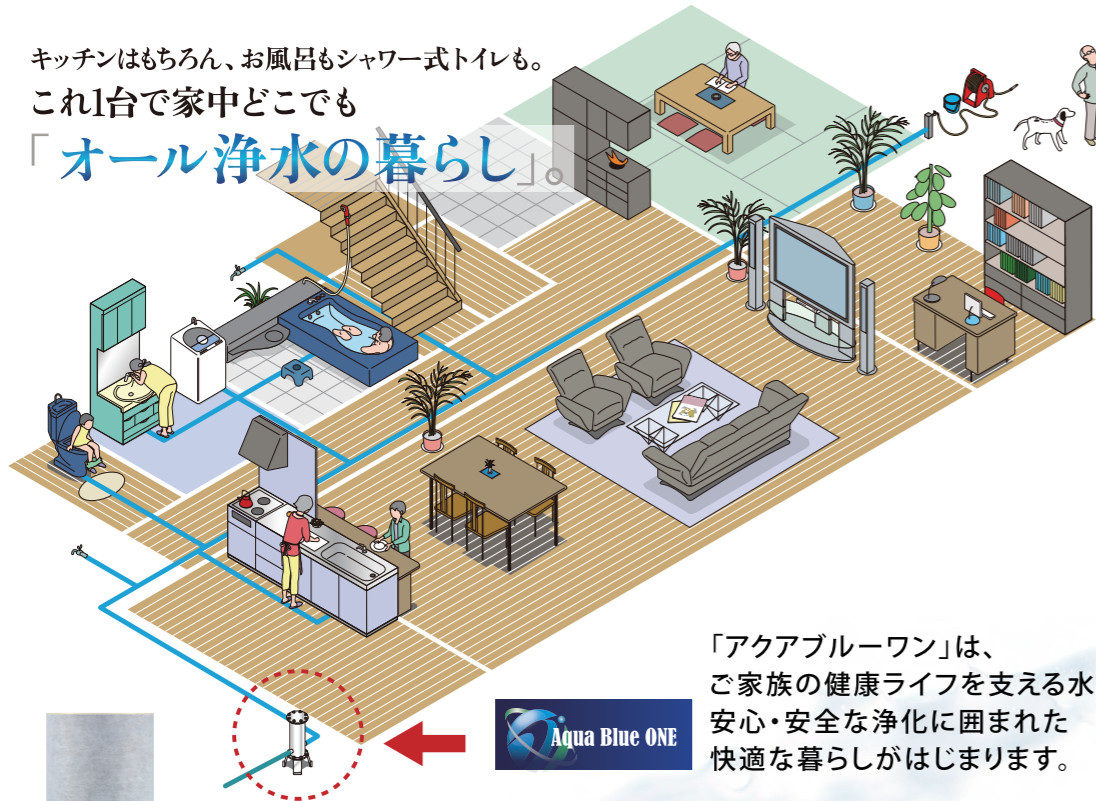 キッチンはもちろん、お風呂もシャワー式トイレも。
これ1台で家中どこでも
「オール浄水の暮らし」。
Aqua Blue ONE
「アクアブルーワン」は、
ご家族の健康ライフを支える水
安心・安全な浄化に囲まれた
快適な暮らしがはじまります。